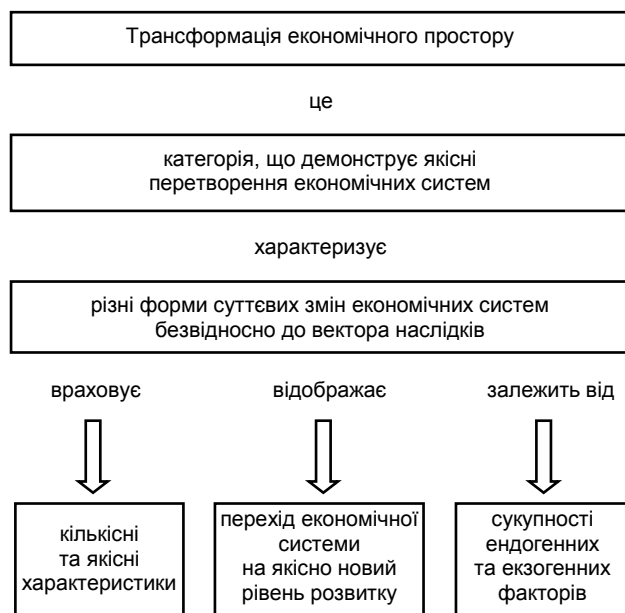 Трансформація економічного простору
це
категорія, що демонструє якісні
перетворення економічних систем
характеризує
різні форми суттєвих змін економічних систем
безвідносно до вектора наслідків
враховує
відображає
залежить від
кількісні
та якісні
характеристики
перехід економічної
системи
на якісно новий
рівень розвитку
сукупності
ендогенних
та екзогенних
факторів